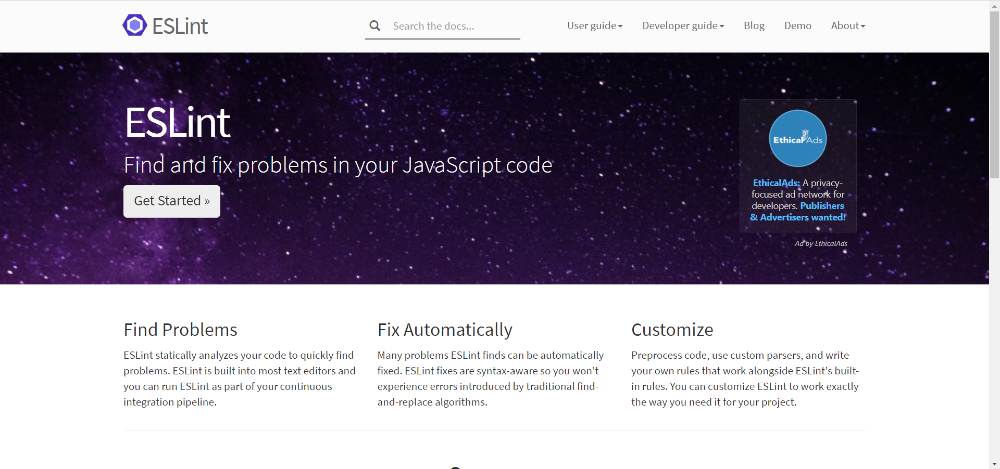 ESLint
Search the docs...
User guide
Developer guide
Blog
Demo
About
ESLint
Find and fix problems in your JavaScript code
Get Started »
EthicalAds
EthicalAds: A privacy-
focused ad network for
developers. Publishers
& Advertisers wanted!
Ad by EthicalAds
Find Problems
ESLint statically analyzes your code to quickly find
problems. ESLint is built into most text editors and
you can run ESLint as part of your continuous
integration pipeline.
Fix Automatically
Many problems ESLint finds can be automatically
fixed. ESLint fixes are syntax-aware so you won't
experience errors introduced by traditional find-
and-replace algorithms.
Customize
Preprocess code, use custom parsers, and write
your own rules that work alongside ESLint's built-
in rules. You can customize ESLint to work exactly
the way you need it for your project.